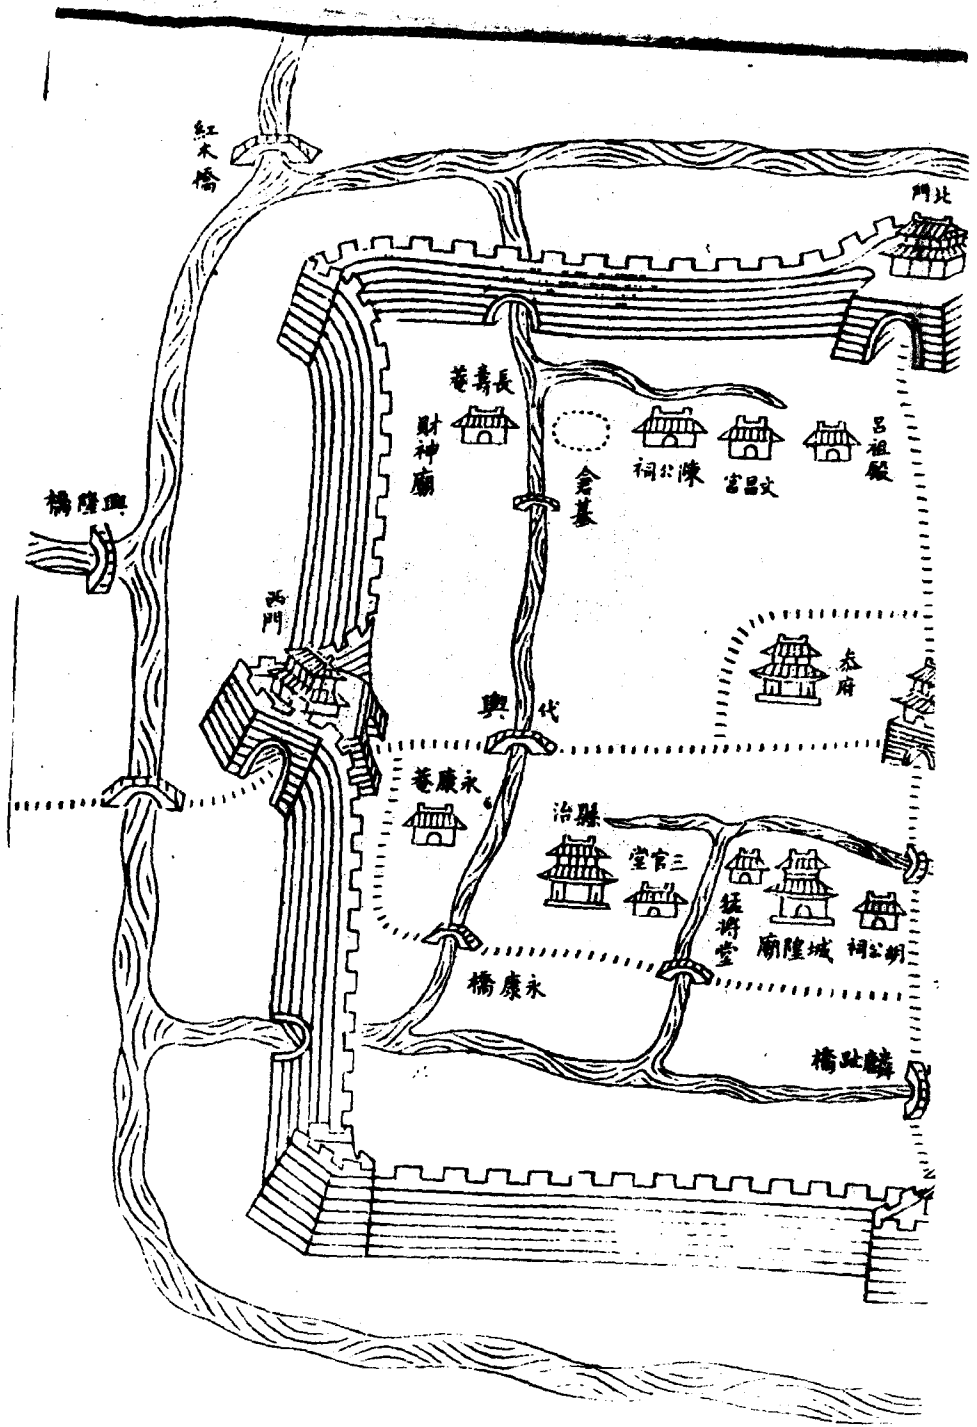 紅木橋
北門
長壽菴
財神廟
倉基
陳公祠
文昌宮
呂祖殿
興隆橋
西門
叅府
代興
永康菴
縣治
三官堂
猛將堂
城隍廟
胡公祠
永康橋
麟趾橋